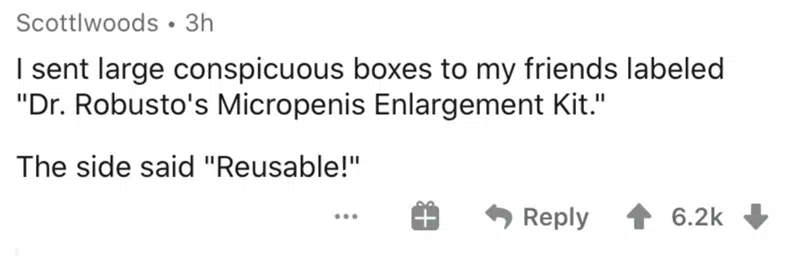 Scottlwoods • 3h
I sent large conspicuous boxes to my friends labeled
"Dr. Robusto's Micropenis Enlargement Kit."
The side said "Reusable!"
Reply 6.2k